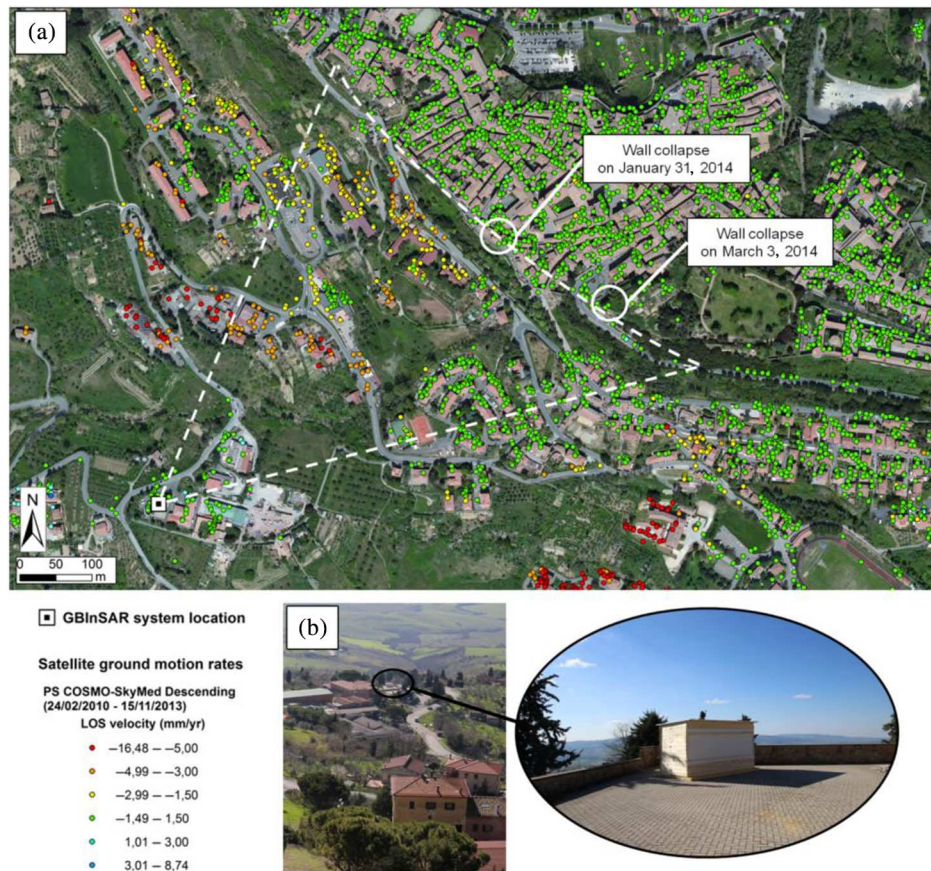 (a)
Wall collapse
on January 31, 2014
Wall collapse
on March 3, 2014
N
0 50 100
m
GBInSAR system location
(b)
Satellite ground motion rates
PS COSMO-SkyMed Descending
(24/02/2010 - 15/11/2013)
LOS velocity (mm/yr)
−16,48 – −5,00
−4,99 – −3,00
−2,99 – −1,50
−1,49 – 1,50
1,01 – 3,00
3,01 – 8,74